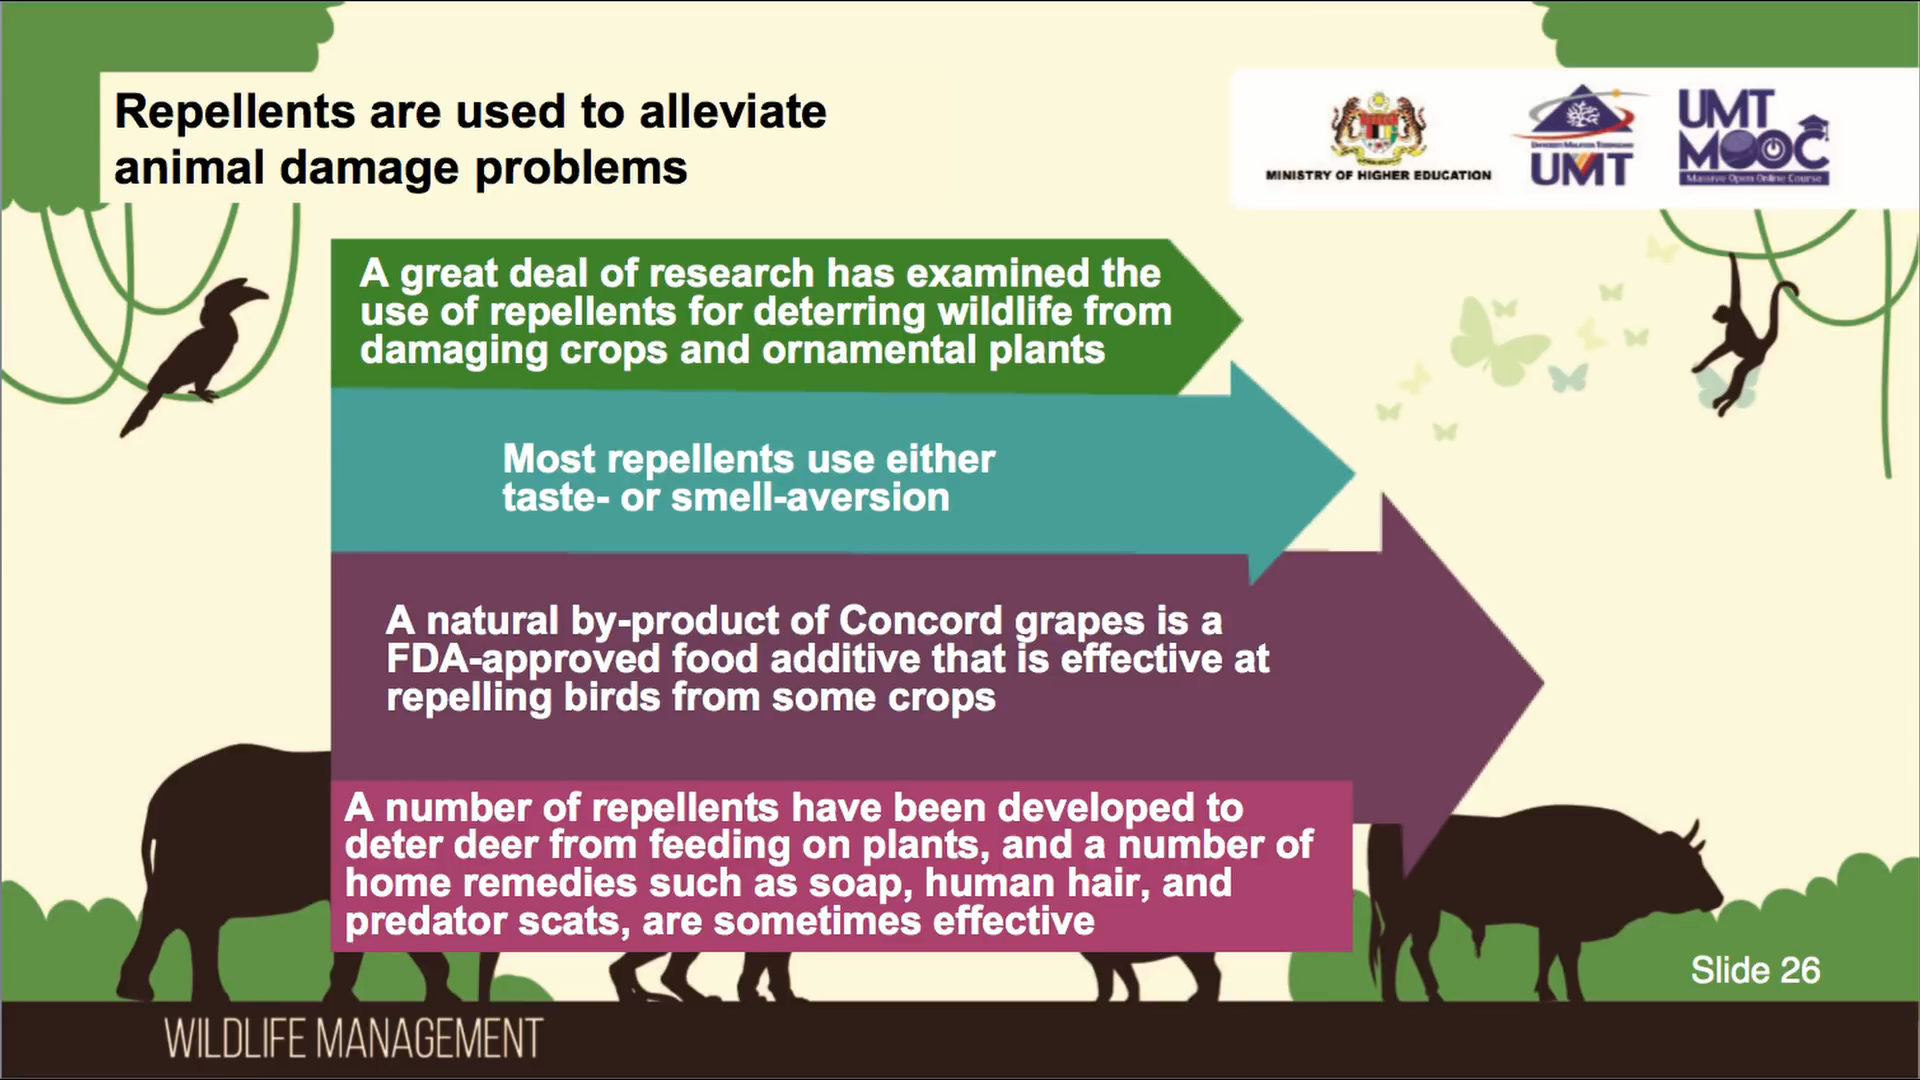 Repellents are used to alleviate
animal damage problems
MINISTRY OF HIGHER EDUCATION
UMT
UMT
MOOC
Massive Open Online Course
A great deal of research has examined the
use of repellents for deterring wildlife from
damaging crops and ornamental plants
Most repellents use either
taste- or smell-aversion
A natural by-product of Concord grapes is a
FDA-approved food additive that is effective at
repelling birds from some crops
A number of repellents have been developed to
deter deer from feeding on plants, and a number of
home remedies such as soap, human hair, and
predator scats, are sometimes effective
Slide 26
WILDLIFE MANAGEMENT